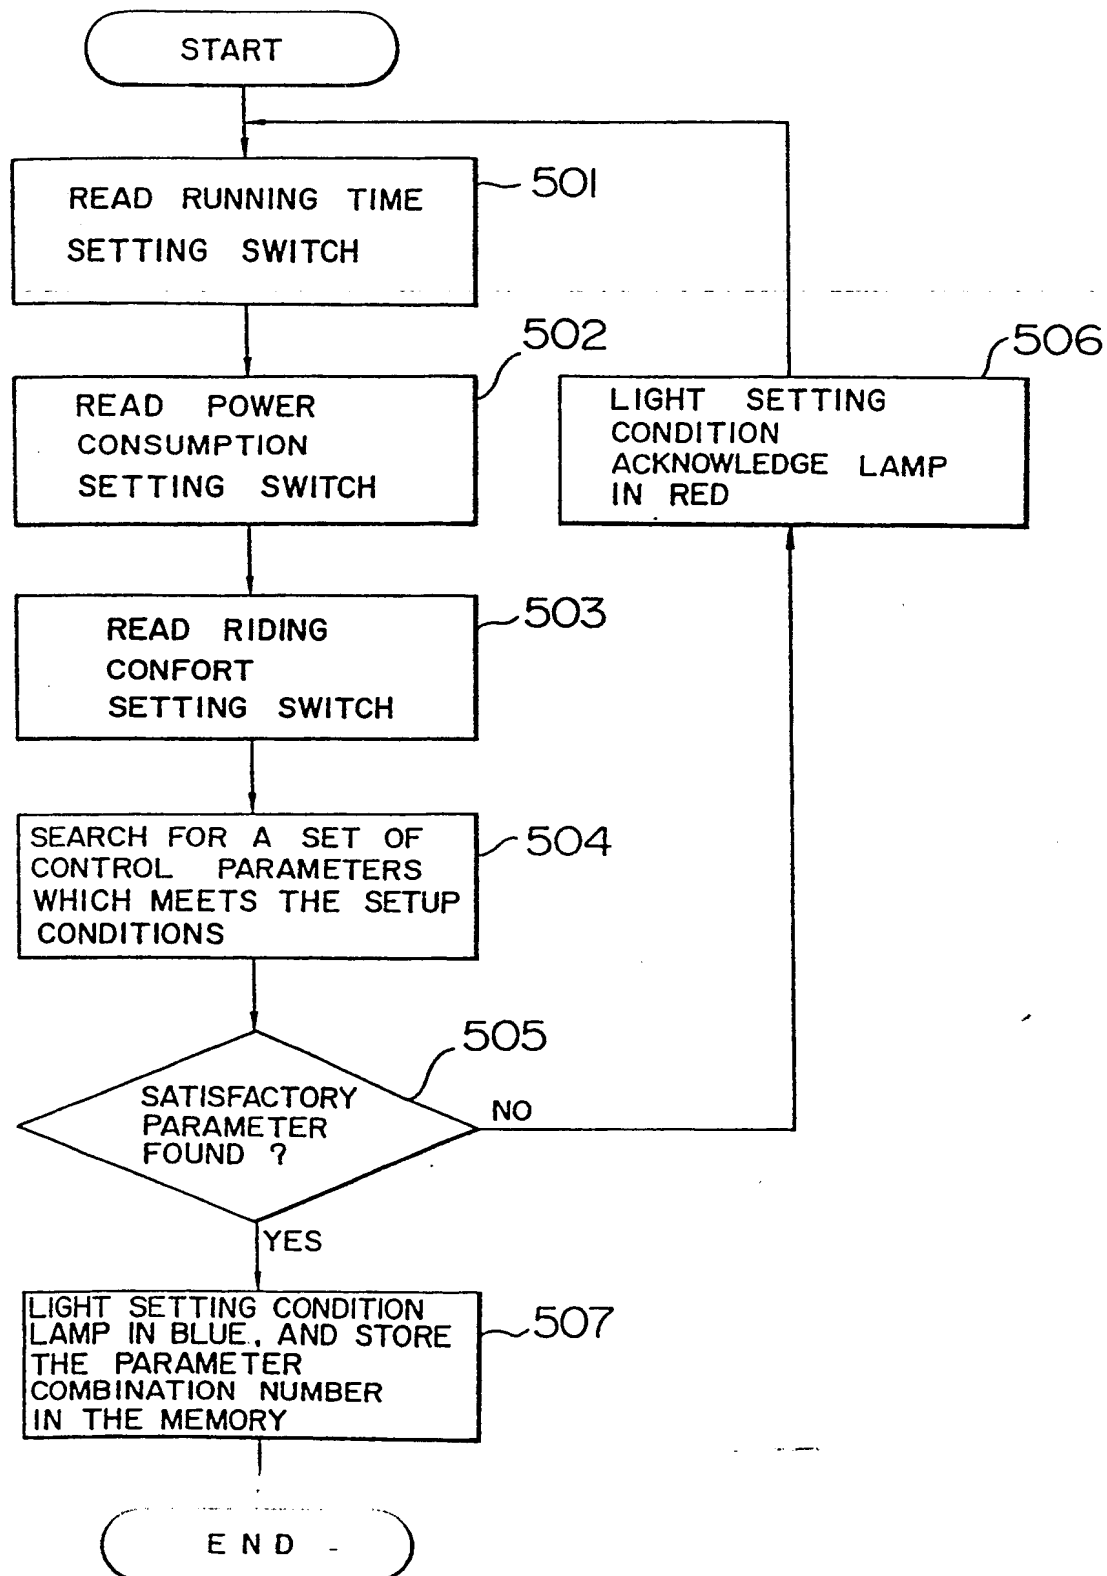 START
READ RUNNING TIME
SETTING SWITCH
501
READ POWER
CONSUMPTION
SETTING SWITCH
502
READ RIDING
CONFORT
SETTING SWITCH
503
SEARCH FOR A SET OF
CONTROL PARAMETERS
WHICH MEETS THE SETUP
CONDITIONS
504
SATISFACTORY
PARAMETER
FOUND ?
505
NO
LIGHT SETTING
CONDITION
ACKNOWLEDGE LAMP
IN RED
506
YES
LIGHT SETTING CONDITION
LAMP IN BLUE, AND STORE
THE PARAMETER
COMBINATION NUMBER
IN THE MEMORY
507
END